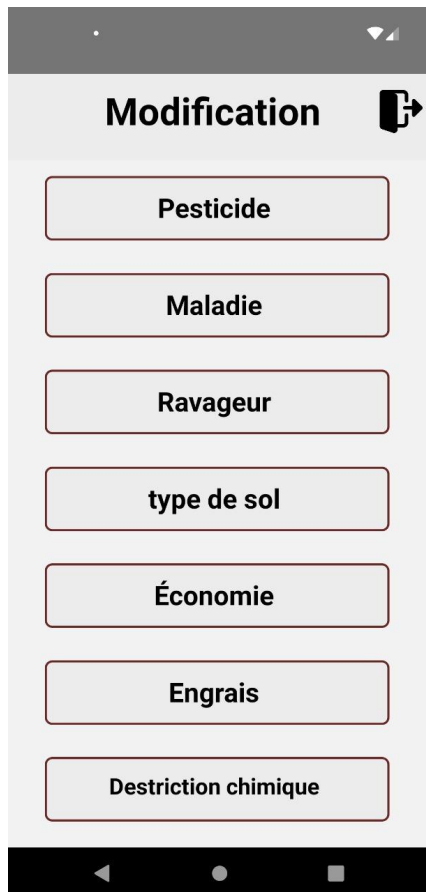 Modification
Pesticide
Maladie
Ravageur
type de sol
Économie
Engrais
Destriction chimique